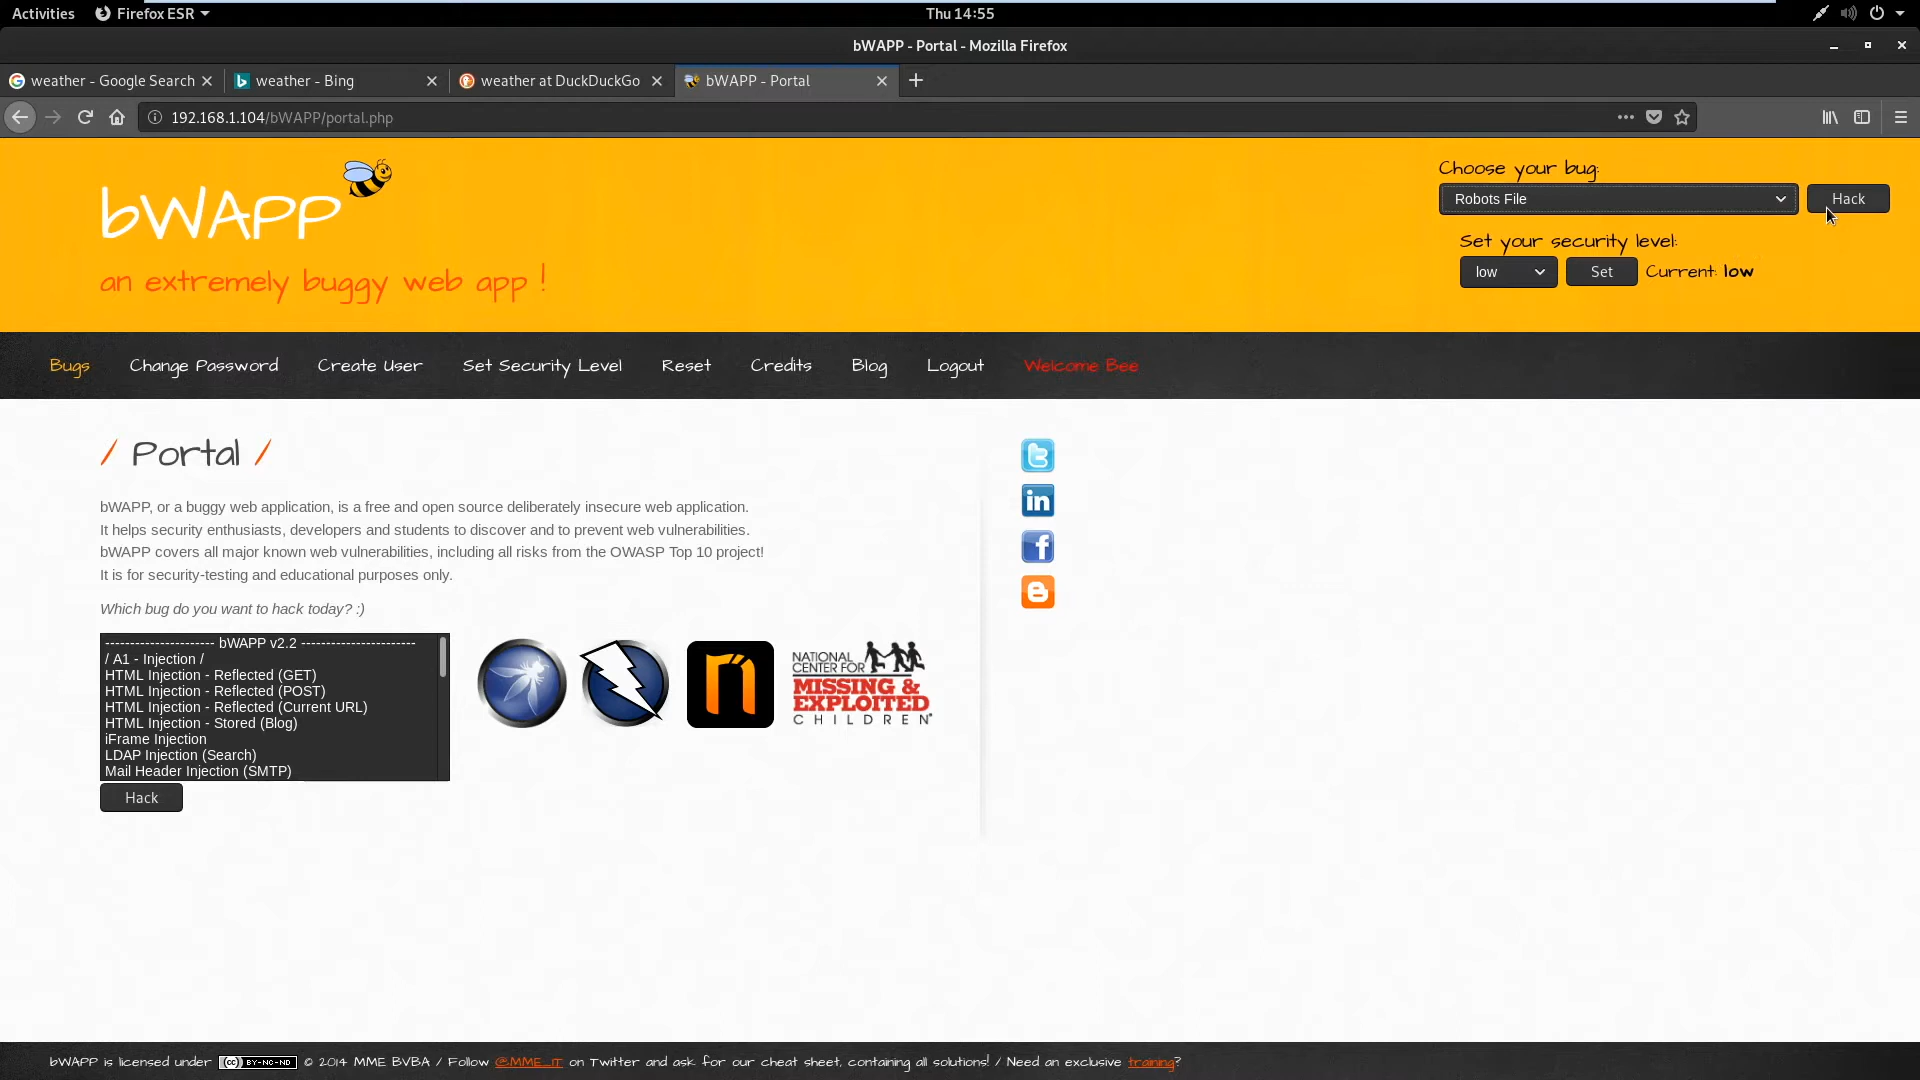 Activities Firefox ESR Thu 14:55
bWAPP - Portal - Mozilla Firefox
weather - Google Search weather - Bing weather at DuckDuckGo bWAPP - Portal
192.168.1.104/bWAPP/portal.php
bWAPP
an extremely buggy web app !
Choose your bug:
Robots File Hack
Set your security level:
low Set Current: low
Bugs Change Password Create User Set Security Level Reset Credits Blog Logout Welcome Bee
/ Portal /
bWAPP, or a buggy web application, is a free and open source deliberately insecure web application.
It helps security enthusiasts, developers and students to discover and to prevent web vulnerabilities.
bWAPP covers all major known web vulnerabilities, including all risks from the OWASP Top 10 project!
It is for security-testing and educational purposes only.
Which bug do you want to hack today? :)
---------------------- bWAPP v2.2 -----------------------
/ A1 - Injection /
HTML Injection - Reflected (GET)
HTML Injection - Reflected (POST)
HTML Injection - Reflected (Current URL)
HTML Injection - Stored (Blog)
iFrame Injection
LDAP Injection (Search)
Mail Header Injection (SMTP)
Hack
NATIONAL
CENTER FOR
MISSING &
EXPLOITED
CHILDREN
bWAPP is licensed under (cc) BY-NC-ND © 2014 MME BVBA / Follow @MME_IT on Twitter and ask for our cheat sheet, containing all solutions! / Need an exclusive training?